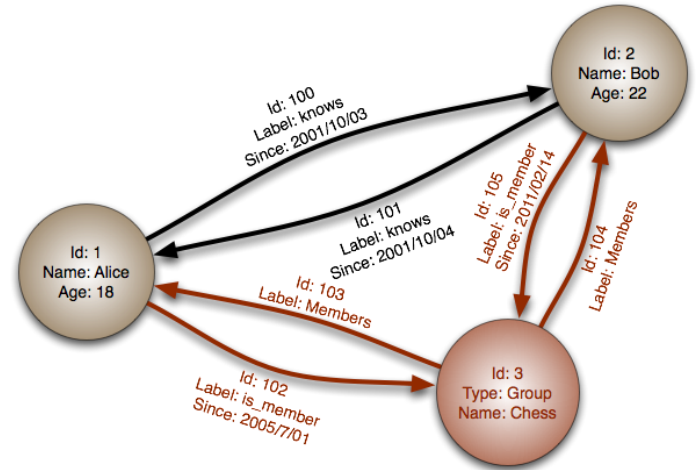 Id: 2
Name: Bob
Age: 22
Id: 100
Label: knows
Since: 2001/10/03
Id: 101
Label: knows
Since: 2001/10/04
Id: 105
Label: is_member
Since: 2011/02/14
Id: 104
Label: Members
Id: 1
Name: Alice
Age: 18
Id: 103
Label: Members
Id: 102
Label: is_member
Since: 2005/7/01
Id: 3
Type: Group
Name: Chess